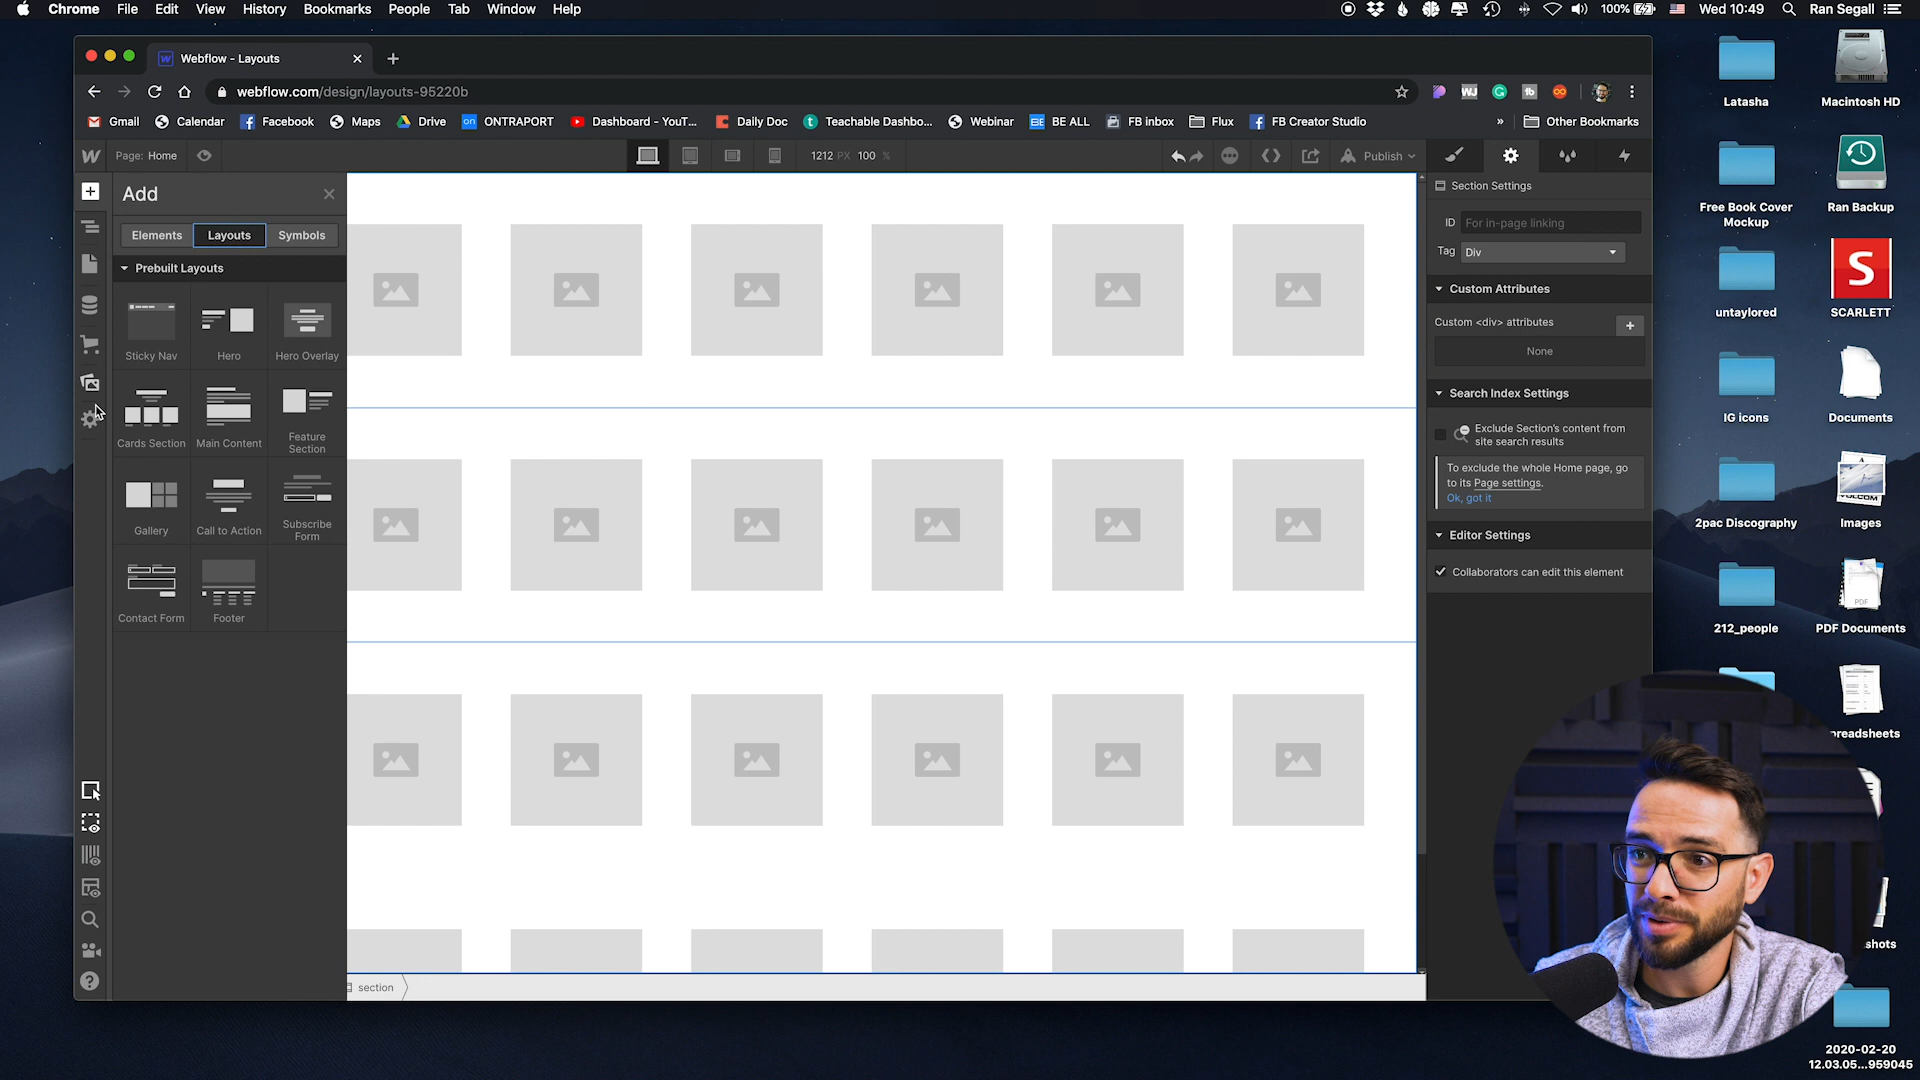 Chrome File Edit View History Bookmarks People Tab Window Help
100% Wed 10:49 Ran Segall
Webflow - Layouts
webflow.com/design/layouts-95220b
Gmail Calendar Facebook Maps Drive ONTRAPORT Dashboard - YouT... Daily Doc Teachable Dashbo... Webinar BE ALL FB inbox Flux FB Creator Studio » Other Bookmarks
Page: Home
1212 PX 100 %
Publish
Add
Elements Layouts Symbols
Prebuilt Layouts
Sticky Nav
Hero
Hero Overlay
Cards Section
Main Content
Feature
Section
Gallery
Call to Action
Subscribe
Form
Contact Form
Footer
section
Section Settings
ID For in-page linking
Tag Div
Custom Attributes
Custom <div> attributes
None
Search Index Settings
Exclude Section's content from
site search results
To exclude the whole Home page, go
to its Page settings.
Ok, got it
Editor Settings
Collaborators can edit this element
Latasha
Macintosh HD
Free Book Cover
Mockup
Ran Backup
untaylored
S
SCARLETT
IG icons
Documents
2pac Discography
Images
212_people
PDF
PDF Documents
readsheets
shots
2020-02-20
12.03.05...959045